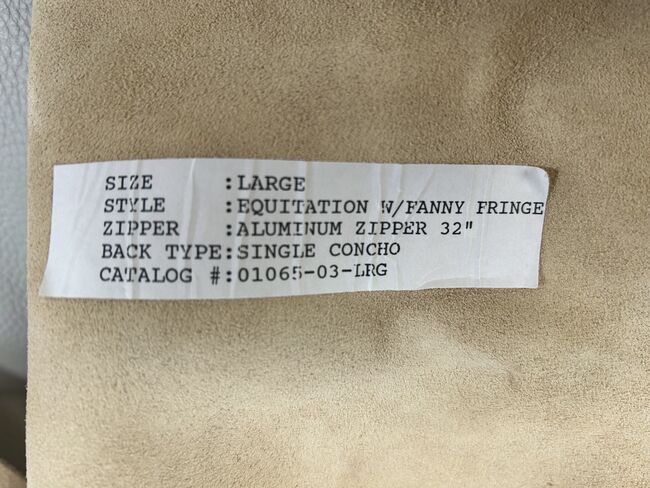 SIZE :LARGE
STYLE :EQUITATION W/FANNY FRINGE
ZIPPER :ALUMINUM ZIPPER 32"
BACK TYPE:SINGLE CONCHO
CATALOG #:01065-03-LRG